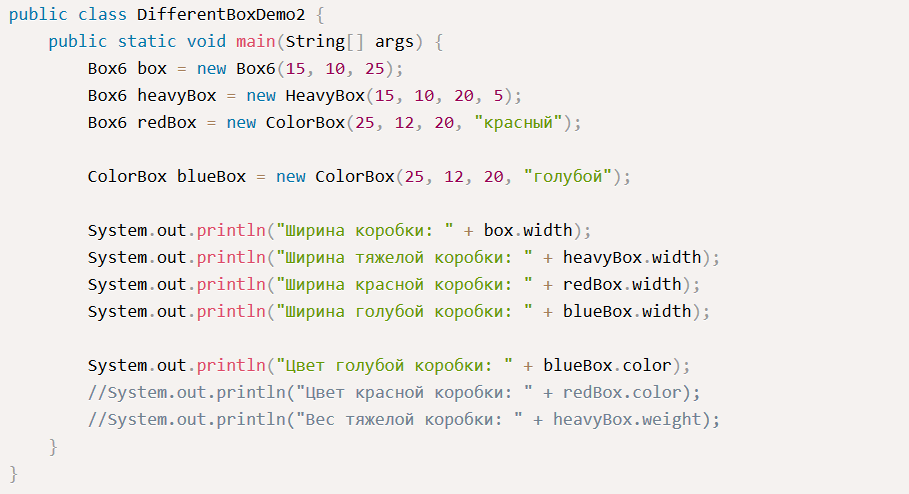 public class DifferentBoxDemo2 {
    public static void main(String[] args) {
        Box6 box = new Box6(15, 10, 25);
        Box6 heavyBox = new HeavyBox(15, 10, 20, 5);
        Box6 redBox = new ColorBox(25, 12, 20, "красный");

        ColorBox blueBox = new ColorBox(25, 12, 20, "голубой");

        System.out.println("Ширина коробки: " + box.width);
        System.out.println("Ширина тяжелой коробки: " + heavyBox.width);
        System.out.println("Ширина красной коробки: " + redBox.width);
        System.out.println("Ширина голубой коробки: " + blueBox.width);

        System.out.println("Цвет голубой коробки: " + blueBox.color);
        //System.out.println("Цвет красной коробки: " + redBox.color);
        //System.out.println("Вес тяжелой коробки: " + heavyBox.weight);
    }
}